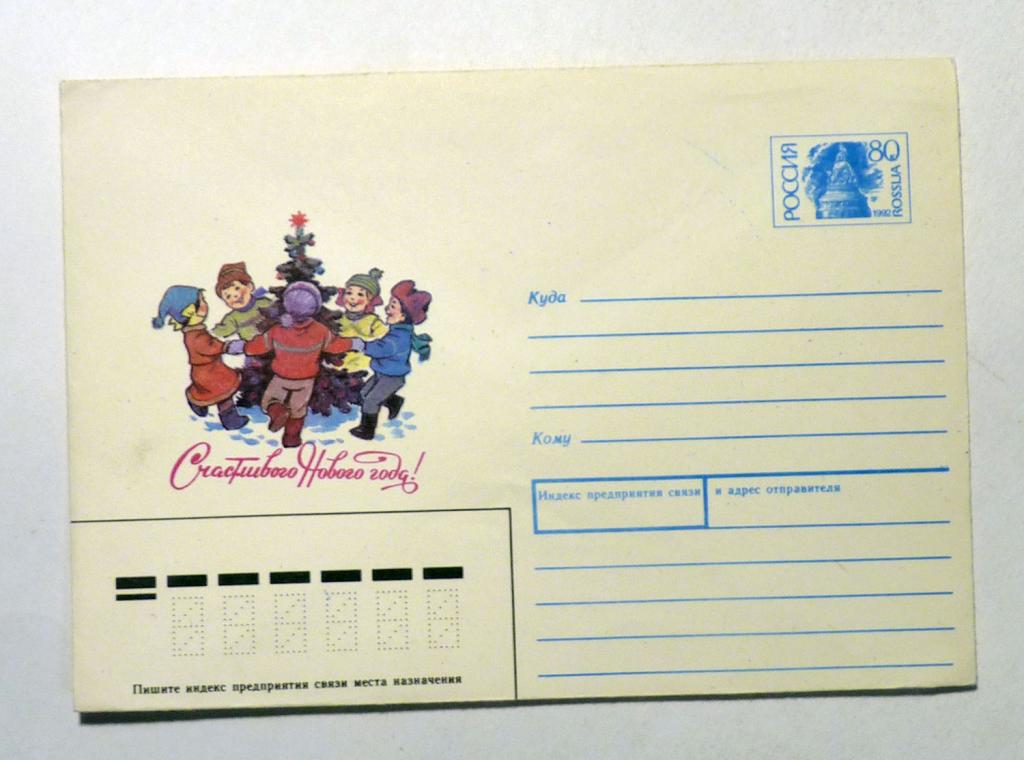 РОССИЯ
80
1992
ROSSIJA
Куда
Кому
Счастливого Нового года!
Индекс предприятия связи и адрес отправителя
Пишите индекс предприятия связи места назначения